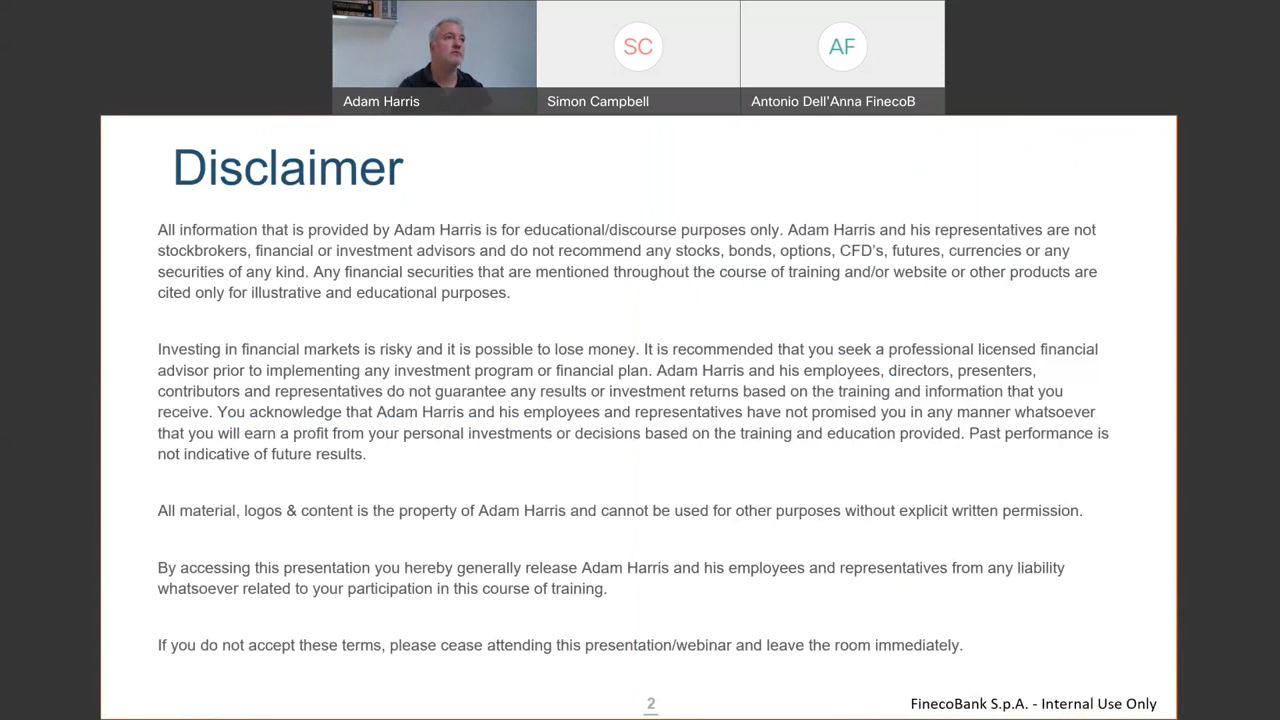 SC
AF
Adam Harris
Simon Campbell
Antonio Dell'Anna FinecoB
Disclaimer
All information that is provided by Adam Harris is for educational/discourse purposes only. Adam Harris and his representatives are not
stockbrokers, financial or investment advisors and do not recommend any stocks, bonds, options, CFD's, futures, currencies or any
securities of any kind. Any financial securities that are mentioned throughout the course of training and/or website or other products are
cited only for illustrative and educational purposes.
Investing in financial markets is risky and it is possible to lose money. It is recommended that you seek a professional licensed financial
advisor prior to implementing any investment program or financial plan. Adam Harris and his employees, directors, presenters,
contributors and representatives do not guarantee any results or investment returns based on the training and information that you
receive. You acknowledge that Adam Harris and his employees and representatives have not promised you in any manner whatsoever
that you will earn a profit from your personal investments or decisions based on the training and education provided. Past performance is
not indicative of future results.
All material, logos & content is the property of Adam Harris and cannot be used for other purposes without explicit written permission.
By accessing this presentation you hereby generally release Adam Harris and his employees and representatives from any liability
whatsoever related to your participation in this course of training.
If you do not accept these terms, please cease attending this presentation/webinar and leave the room immediately.
2
FinecoBank S.p.A. - Internal Use Only